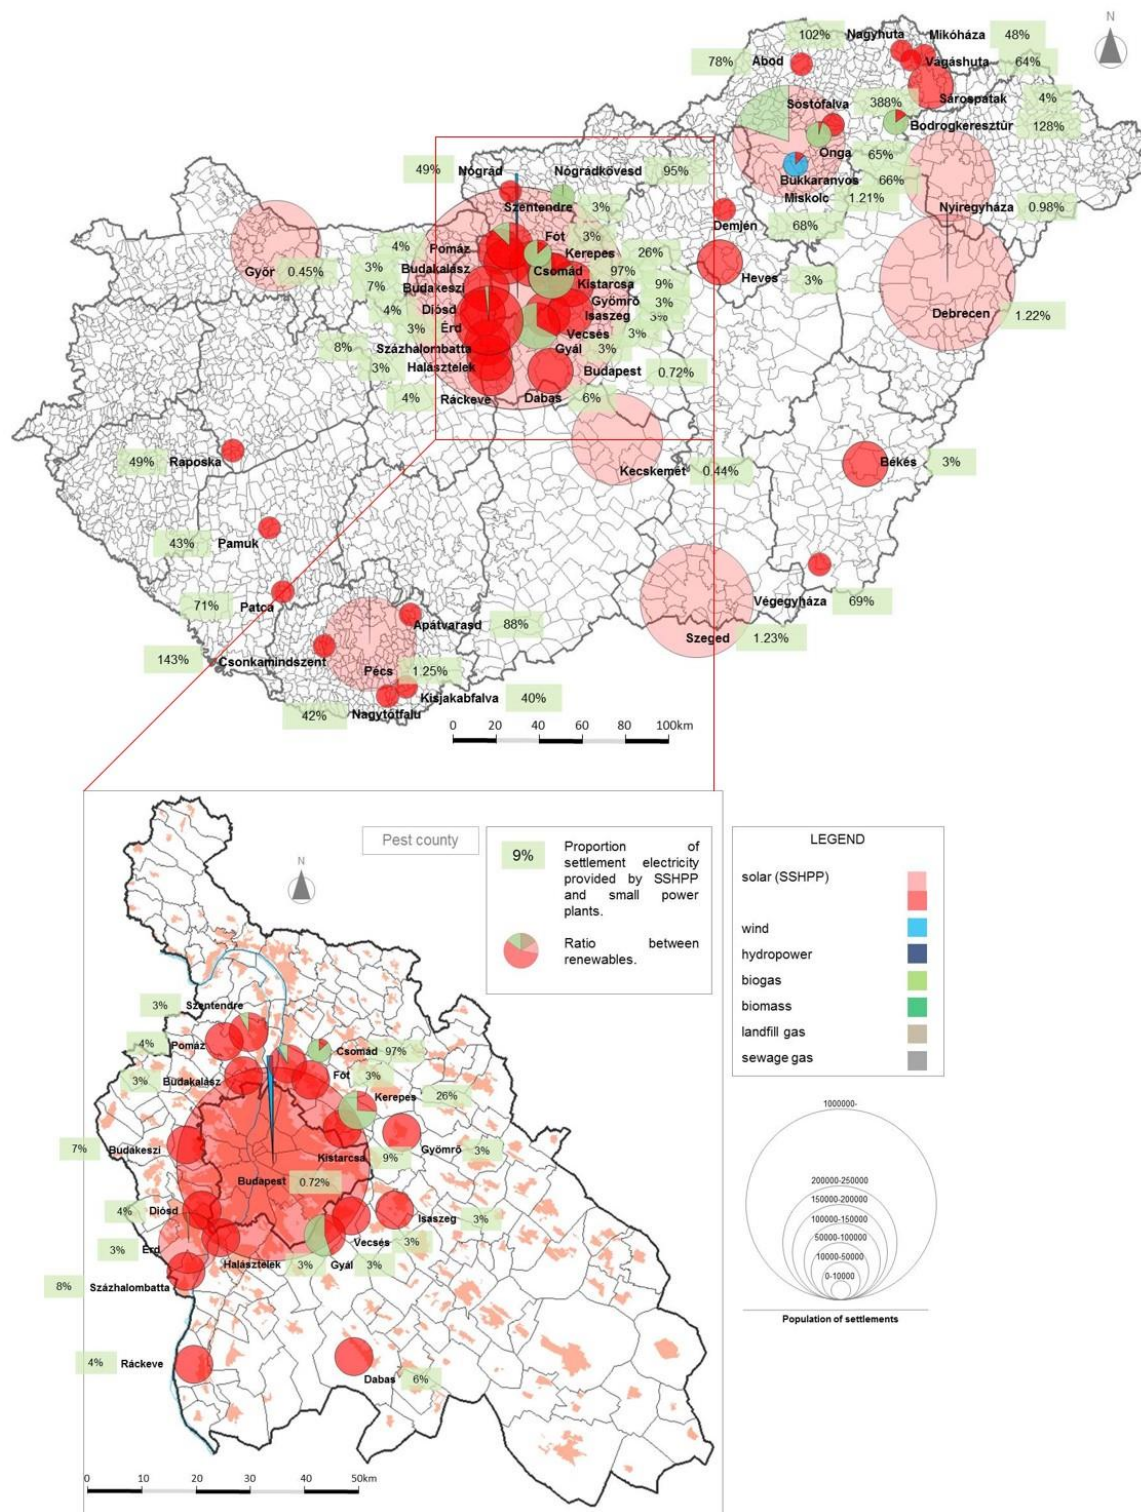 N
102%
Nagyhuta
Mikóháza
48%
78%
Abod
Vágáshuta
64%
Sóstófalva
388%
Sárospatak
4%
Bodrogkeresztúr
128%
Onga
65%
49%
Nógrád
Nógrádkövesd
95%
Bükkaranyos
66%
Miskolc
1.21%
Nyíregyháza
0.98%
Szentendre
3%
Demjén
68%
4%
Pomáz
Fót
3%
Kerepes
26%
Győr
0.45%
3%
Budakalász
Csomád
97%
7%
Budakeszi
Kistarcsa
9%
Heves
3%
4%
Diósd
Gyömrő
3%
Isaszeg
3%
Debrecen
1.22%
3%
Érd
Vecsés
3%
8%
Százhalombatta
Gyál
3%
3%
Halásztelek
Budapest
0.72%
4%
Ráckeve
Dabas
6%
49%
Raposka
Kecskemét
0.44%
Békés
3%
43%
Pamuk
71%
Patca
Végegyháza
69%
Apátvarasd
88%
Szeged
1.23%
143%
Csonkamindszent
Pécs
1.25%
Kisjakabfalva
40%
42%
Nagytótfalu
0 20 40 60 80 100km
Pest county
N
9%
Proportion of
settlement electricity
provided by SSHPP
and small power
plants.
Ratio between
renewables.
LEGEND
solar (SSHPP)
wind
hydropower
biogas
biomass
landfill gas
sewage gas
3%
Szentendre
4%
Pomáz
Csomád
97%
3%
Budakalász
Fót
3%
Kerepes
26%
7%
Budakeszi
Kistarcsa
9%
Gyömrő
3%
Budapest
0.72%
4%
Diósd
Isaszeg
3%
3%
Érd
Vecsés
3%
Halásztelek
3%
Gyál
3%
8%
Százhalombatta
4%
Ráckeve
Dabas
6%
0 10 20 30 40 50km
1000000-
200000-250000
150000-200000
100000-150000
50000-100000
10000-50000
0-10000
Population of settlements